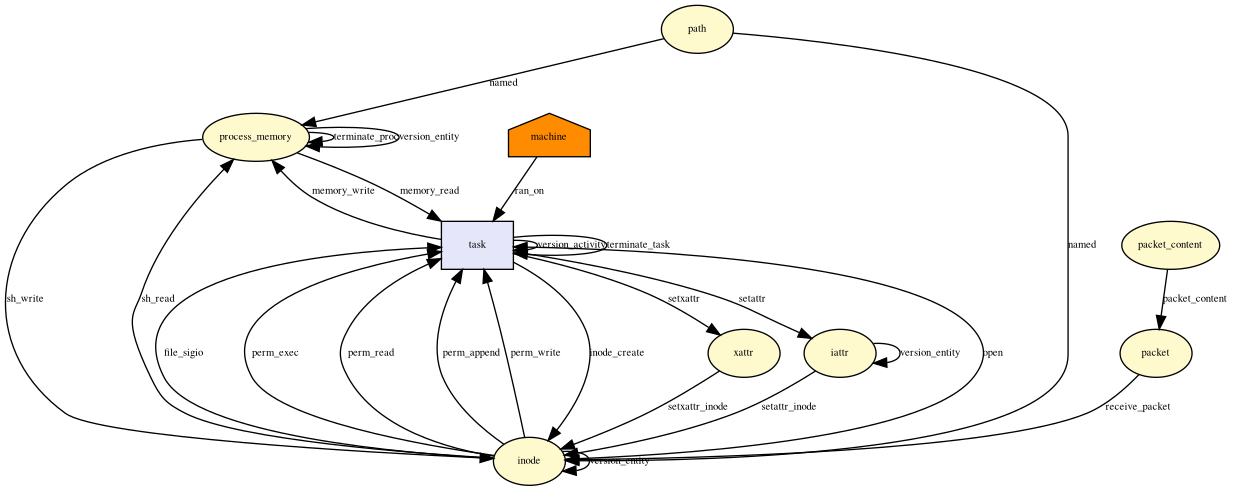 path
named
process_memory
terminate_proc
version_entity
machine
memory_write
memory_read
ran_on
task
version_activity
terminate_task
named
packet_content
sh_write
sh_read
setxattr
setattr
packet_content
file_sigio
perm_exec
perm_read
perm_append
perm_write
inode_create
xattr
iattr
version_entity
open
packet
setxattr_inode
setattr_inode
receive_packet
inode
version_entity